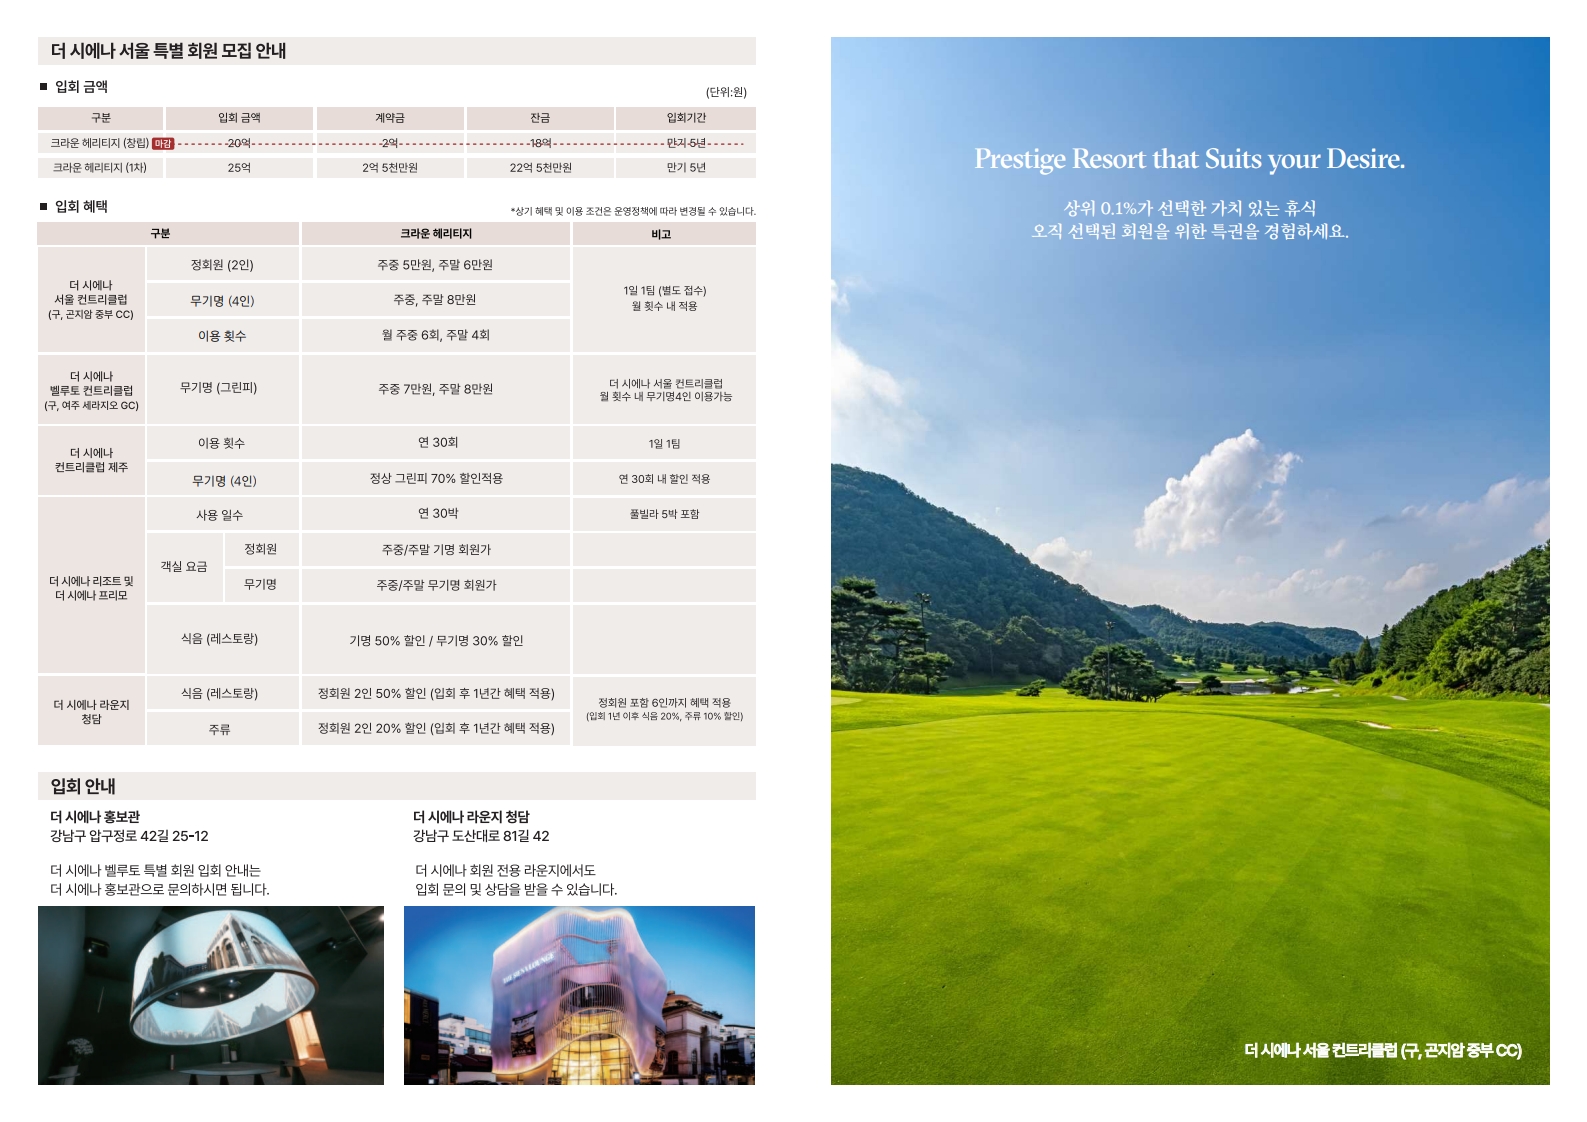 더 시에나 서울 특별 회원 모집 안내
■ 입회 금액
(단위:원)
구분 입회 금액 계약금 잔금 입회기간
크라운 헤리티지 (창립) 마감 20억 2억 18억 만기 5년
크라운 헤리티지 (1차) 25억 2억 5천만원 22억 5천만원 만기 5년
■ 입회 혜택
*상기 혜택 및 이용 조건은 운영정책에 따라 변경될 수 있습니다.
구분 크라운 헤리티지 비고
더 시에나
서울 컨트리클럽
(구, 곤지암 중부 CC)
정회원 (2인) 주중 5만원, 주말 6만원
무기명 (4인) 주중, 주말 8만원
이용 횟수 월 주중 6회, 주말 4회
1일 1팀 (별도 접수)
월 횟수 내 적용
더 시에나
벨루토 컨트리클럽
(구, 여주 세라지오 GC)
무기명 (그린피) 주중 7만원, 주말 8만원
더 시에나 서울 컨트리클럽
월 횟수 내 무기명4인 이용가능
더 시에나
컨트리클럽 제주
이용 횟수 연 30회 1일 1팀
무기명 (4인) 정상 그린피 70% 할인적용 연 30회 내 할인 적용
더 시에나 리조트 및
더 시에나 프리모
사용 일수 연 30박 풀빌라 5박 포함
객실 요금
정회원 주중/주말 기명 회원가
무기명 주중/주말 무기명 회원가
식음 (레스토랑) 기명 50% 할인 / 무기명 30% 할인
더 시에나 라운지
청담
식음 (레스토랑) 정회원 2인 50% 할인 (입회 후 1년간 혜택 적용)
주류 정회원 2인 20% 할인 (입회 후 1년간 혜택 적용)
정회원 포함 6인까지 혜택 적용
(입회 1년 이후 식음 20%, 주류 10% 할인)
입회 안내
더 시에나 홍보관
강남구 압구정로 42길 25-12
더 시에나 벨루토 특별 회원 입회 안내는
더 시에나 홍보관으로 문의하시면 됩니다.
더 시에나 라운지 청담
강남구 도산대로 81길 42
더 시에나 회원 전용 라운지에서도
입회 문의 및 상담을 받을 수 있습니다.
Prestige Resort that Suits your Desire.
상위 0.1%가 선택한 가치 있는 휴식
오직 선택된 회원을 위한 특권을 경험하세요.
더 시에나 서울 컨트리클럽 (구, 곤지암 중부 CC)